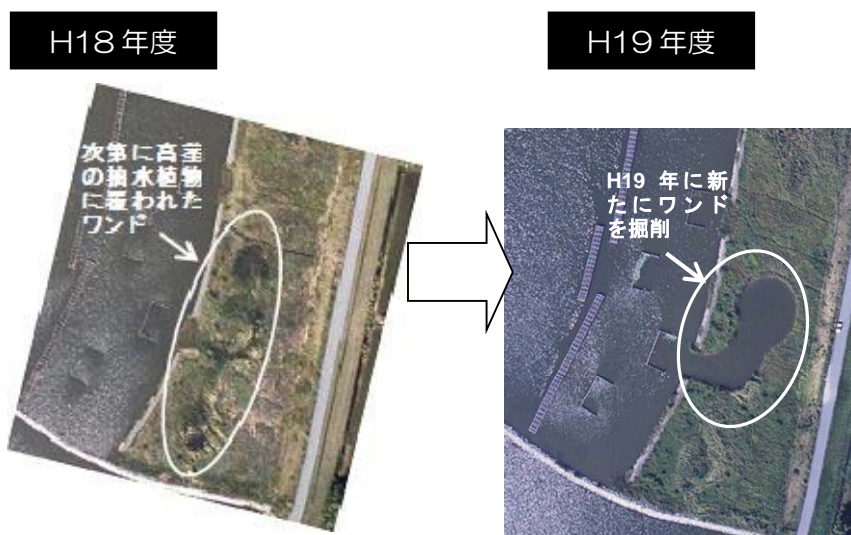 H18年度
H19年度
次第に高茎
の抽水植物
に覆われた
ワンド
H19 年に新
たにワンド
を掘削